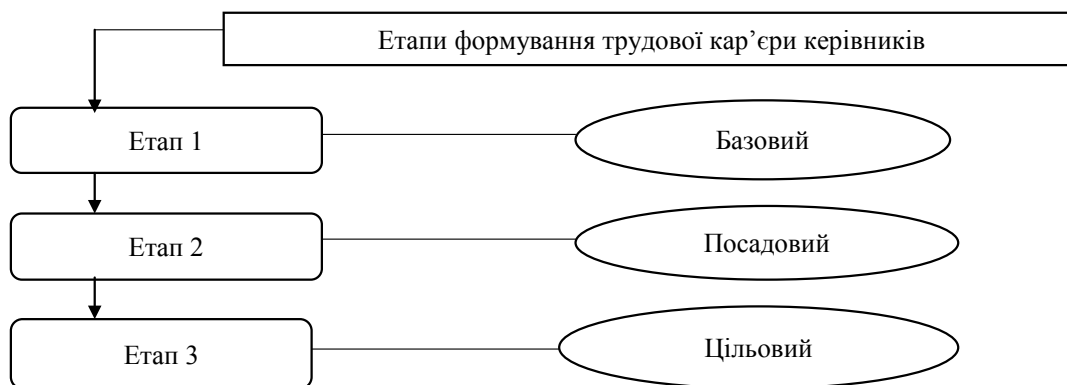 Етапи формування трудової кар’єри керівників
Етап 1
Базовий
Етап 2
Посадовий
Етап 3
Цільовий